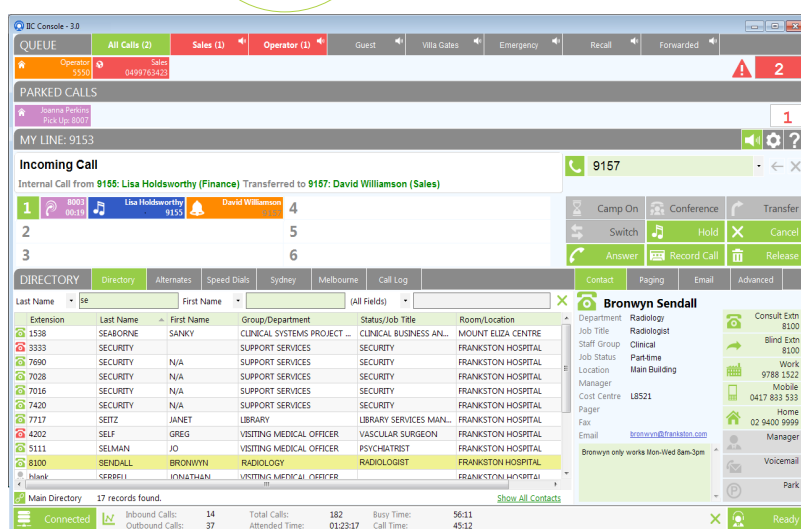 IIC Console - 3.0
QUEUE All Calls (2) Sales (1) Operator (1) Guest Villa Gates Emergency Recall Forwarded
Operator 5550 Sales 0499763423 2
PARKED CALLS
Joanna Perkins
Pick Up: 8007 1
MY LINE: 9153 ?
Incoming Call
Internal Call from 9155: Lisa Holdsworthy (Finance) Transferred to 9157: David Williamson (Sales)
9157
1 8003 00:19 Lisa Holdsworthy 9155 David Williamson 9157 4
2 5
3 6
Camp On Conference Transfer
Switch Hold Cancel
Answer Record Call Release
DIRECTORY Directory Alternates Speed Dials Sydney Melbourne Call Log
Last Name se First Name (All Fields)
Extension Last Name First Name Group/Department Status/Job Title Room/Location
1538 SEABORNE SANKY CLINICAL SYSTEMS PROJECT ... CLINICAL BUSINESS AN... MOUNT ELIZA CENTRE
3333 SECURITY SUPPORT SERVICES SECURITY FRANKSTON HOSPITAL
7690 SECURITY N/A SUPPORT SERVICES SECURITY FRANKSTON HOSPITAL
7028 SECURITY N/A SUPPORT SERVICES SECURITY FRANKSTON HOSPITAL
7016 SECURITY N/A SUPPORT SERVICES SECURITY FRANKSTON HOSPITAL
7420 SECURITY N/A SUPPORT SERVICES SECURITY FRANKSTON HOSPITAL
7717 SEITZ JANET LIBRARY LIBRARY SERVICES MAN... FRANKSTON HOSPITAL
4202 SELF GREG VISITING MEDICAL OFFICER VASCULAR SURGEON FRANKSTON HOSPITAL
5111 SELMAN JO VISITING MEDICAL OFFICER PSYCHIATRIST FRANKSTON HOSPITAL
8100 SENDALL BRONWYN RADIOLOGY RADIOLOGIST FRANKSTON HOSPITAL
blank SERPELL JONATHAN VISITING MEDICAL OFFICER FRANKSTON HOSPITAL
Main Directory 17 records found. Show All Contacts
Contact Paging Email Advanced
Bronwyn Sendall
Department Radiology
Job Title Radiologist
Staff Group Clinical
Job Status Part-time
Location Main Building
Manager
Cost Centre L8521
Pager
Fax
Email bronwyn@frankston.com
Bronwyn only works Mon-Wed 8am-3pm
Consult Extn
8100
Blind Extn
8100
Work
9788 1522
Mobile
0417 833 533
Home
02 9400 9999
Manager
Voicemail
Park
Connected Inbound Calls: 14 Total Calls: 182 Busy Time: 56:11 Ready
Outbound Calls: 37 Attended Time: 01:23:17 Call Time: 45:12